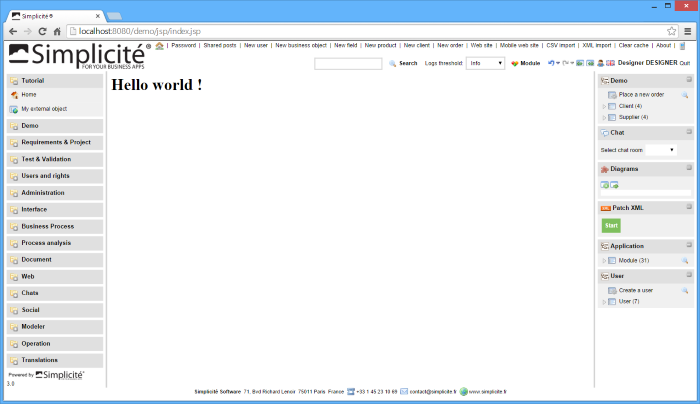 Simplicité ®
localhost:8080/demo/jsp/index.jsp
Simplicité ®
FOR YOUR BUSINESS APPS
| Password | Shared posts | New user | New business object | New field | New product | New client | New order | Web site | Mobile web site | CSV import | XML import | Clear cache | About |
Search Logs threshold: Info Module Designer DESIGNER Quit
Tutorial
Home
My external object
Demo
Requirements & Project
Test & Validation
Users and rights
Administration
Interface
Business Process
Process analysis
Document
Web
Chats
Social
Modeler
Operation
Translations
Powered by Simplicité
3.0
Hello world !
Demo
Place a new order
Client (4)
Supplier (4)
Chat
Select chat room
Diagrams
XML Patch XML
Start
Application
Module (31)
User
Create a user
User (7)
Simplicité Software 71, Bvd Richard Lenoir 75011 Paris France +33 1 45 23 10 69 contact@simplicite.fr www.simplicite.fr